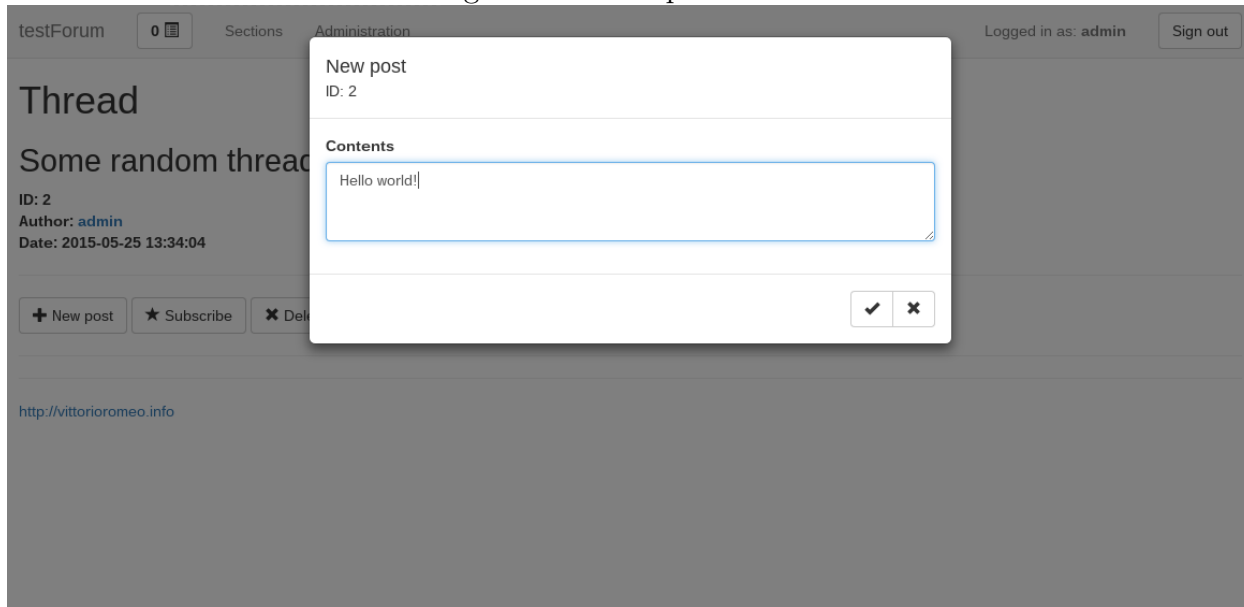 testForum 0 Sections Administration Logged in as: admin Sign out
New post
ID: 2
Thread
Contents
Some random thread
Hello world!
ID: 2
Author: admin
Date: 2015-05-25 13:34:04
New post Subscribe Dele
http://vittorioromeo.info